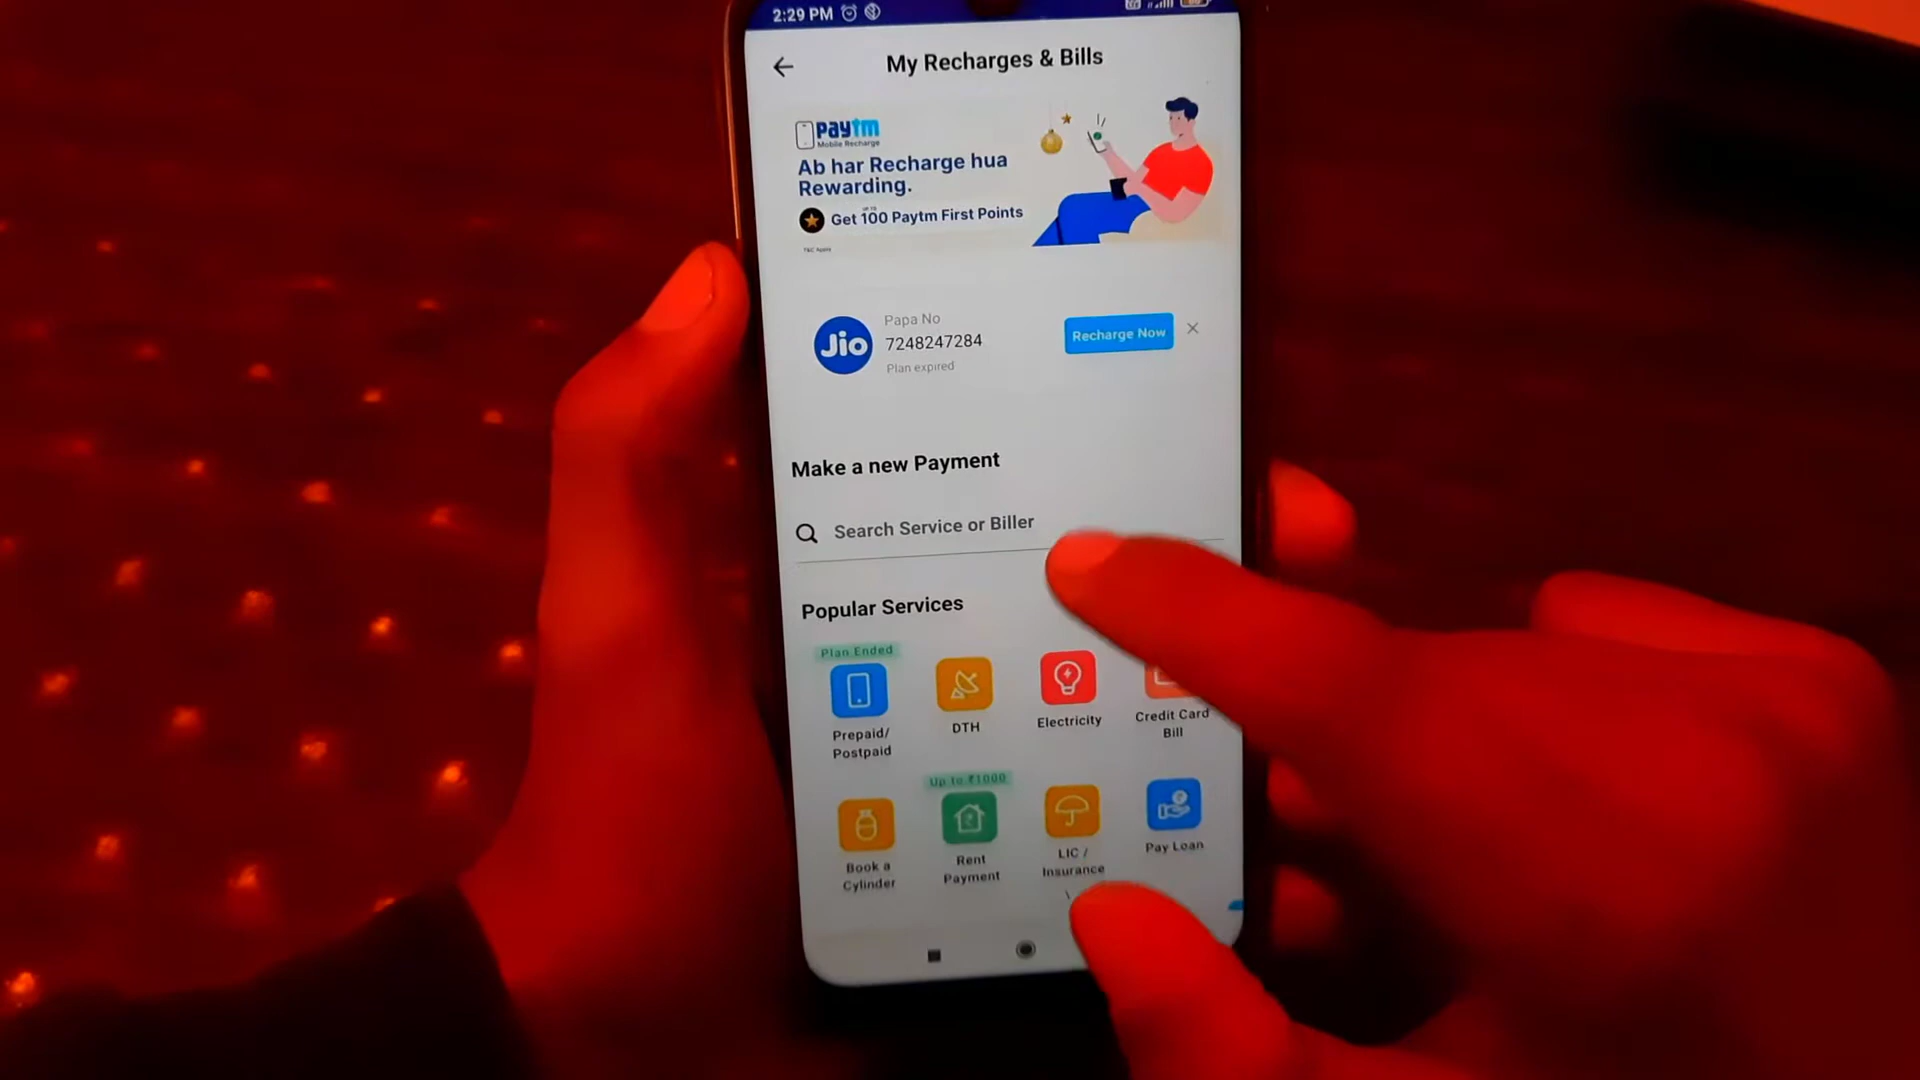 2:29 PM
My Recharges & Bills
paytm
Mobile Recharge
Ab har Recharge hua
Rewarding.
UP TO
Get 100 Paytm First Points
T&C Apply
Jio
Papa No
7248247284
Plan expired
Recharge Now
Make a new Payment
Search Service or Biller
Popular Services
Plan Ended
Prepaid/
Postpaid
DTH
Electricity
Credit Card
Bill
Book a
Cylinder
Up to ₹1000
Rent
Payment
LIC /
Insurance
Pay Loan